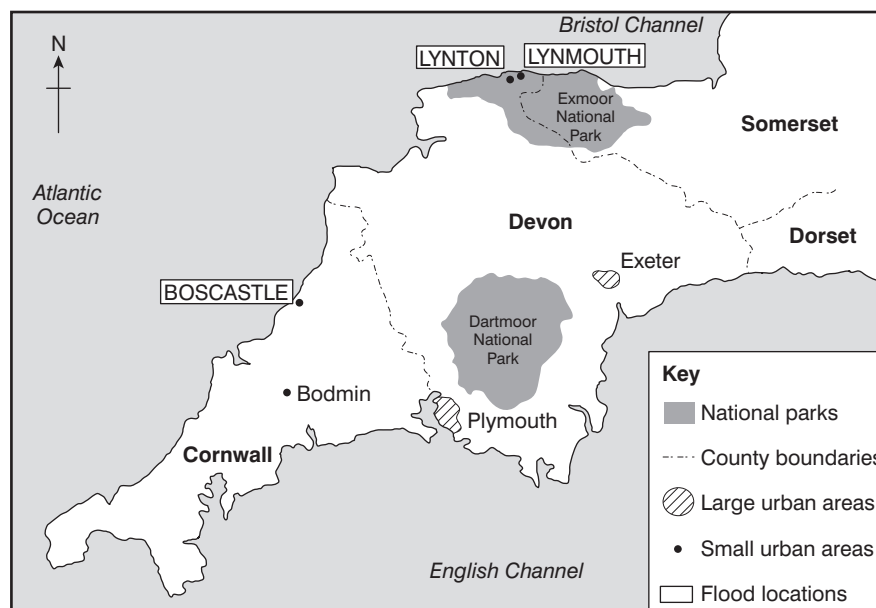 Bristol Channel
N
LYNTON
LYNMOUTH
Exmoor
National
Park
Somerset
Atlantic
Ocean
Devon
Dorset
Exeter
BOSCASTLE
Dartmoor
National
Park
Bodmin
Plymouth
Cornwall
English Channel
Key
National parks
County boundaries
Large urban areas
Small urban areas
Flood locations